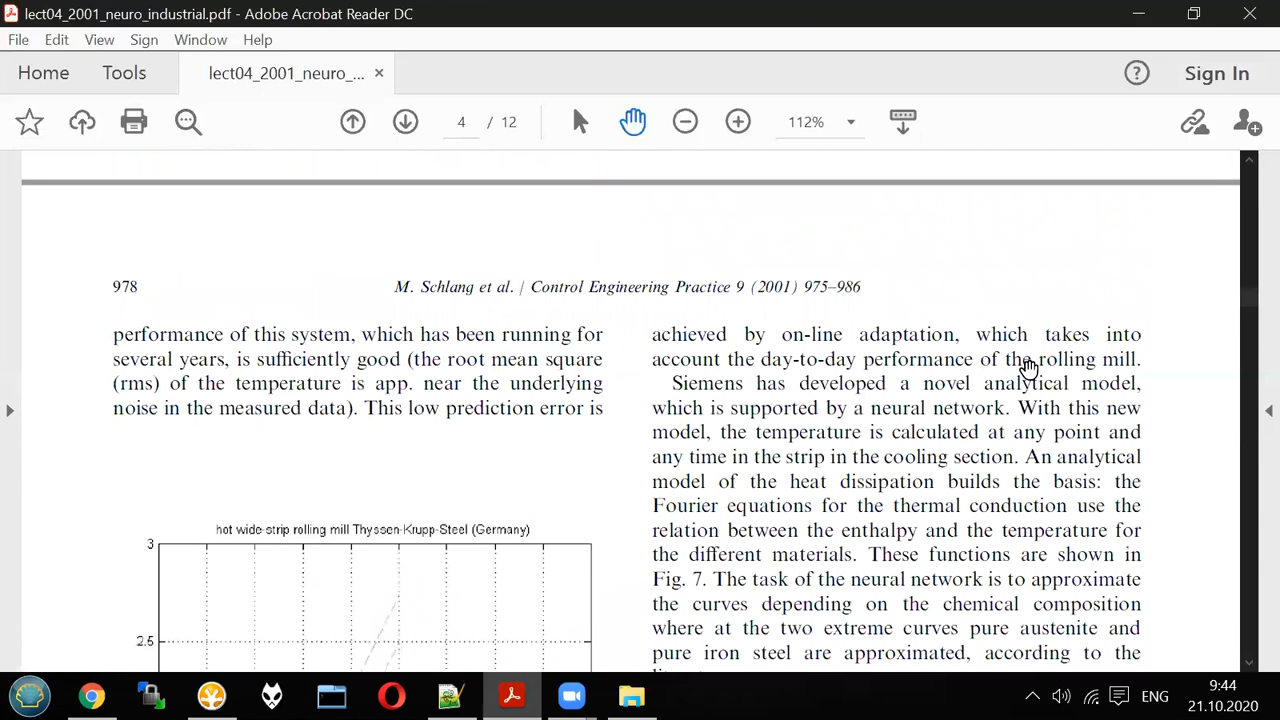 lect04_2001_neuro_industrial.pdf - Adobe Acrobat Reader DC
File Edit View Sign Window Help
Home Tools lect04_2001_neuro_... × Sign In
4 / 12 112%
978 M. Schlang et al. / Control Engineering Practice 9 (2001) 975–986
performance of this system, which has been running for
several years, is sufficiently good (the root mean square
(rms) of the temperature is app. near the underlying
noise in the measured data). This low prediction error is
hot wide-strip rolling mill Thyssen-Krupp-Steel (Germany)
3
2.5
achieved by on-line adaptation, which takes into
account the day-to-day performance of the rolling mill.
Siemens has developed a novel analytical model,
which is supported by a neural network. With this new
model, the temperature is calculated at any point and
any time in the strip in the cooling section. An analytical
model of the heat dissipation builds the basis: the
Fourier equations for the thermal conduction use the
relation between the enthalpy and the temperature for
the different materials. These functions are shown in
Fig. 7. The task of the neural network is to approximate
the curves depending on the chemical composition
where at the two extreme curves pure austenite and
pure iron steel are approximated, according to the
ENG
9:44
21.10.2020